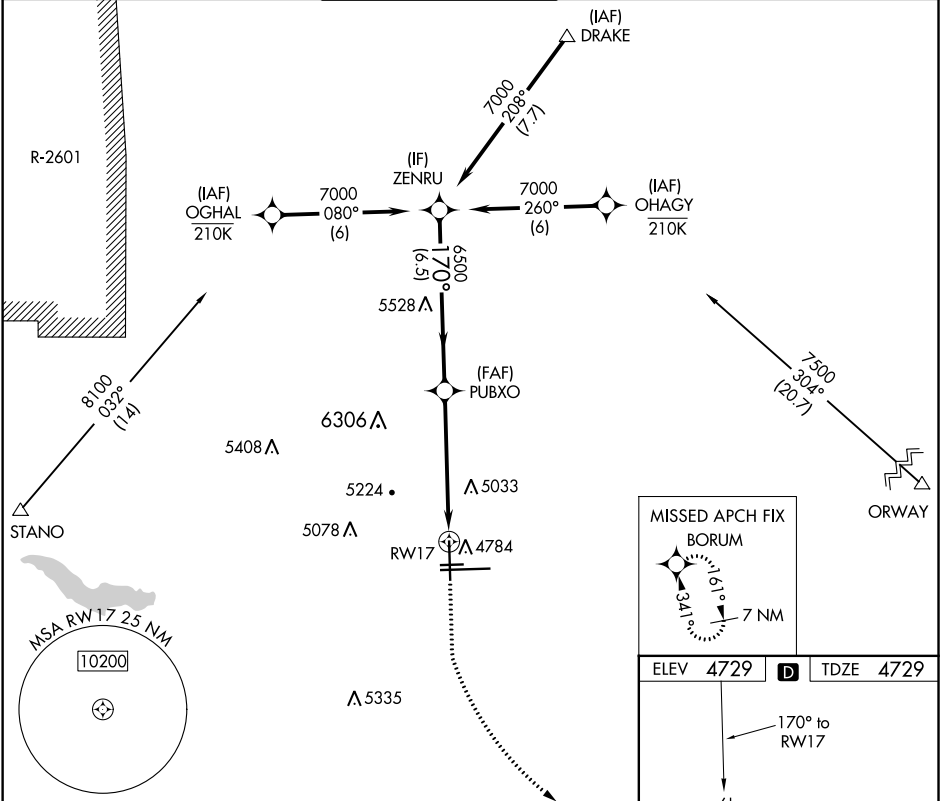 (IAF)
DRAKE
7000
208°
(7.7)
R-2601
(IF)
ZENRU
(IAF)
OGHAL
210K
7000
080°
(6)
7000
260°
(6)
(IAF)
OHAGY
210K
6500
170°
(6.5)
5528
(FAF)
PUBXO
8100
032°
(14)
7500
304°
(20.7)
6306
5408
5224
5033
5078
STANO
ORWAY
RW17
4784
MISSED APCH FIX
BORUM
161°
341°
7 NM
MSA RW17 25 NM
10200
5335
ELEV 4729 D TDZE 4729
170° to
RW17